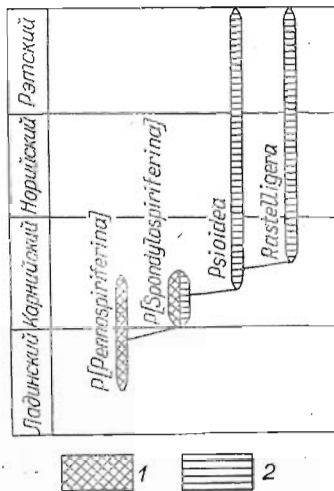 Рэтский
Норийский
Карнийский
Ладинский
p[Pennospiriferina]
p[Spondylospiriferina]
Psioidea
Rastelligera
1
2